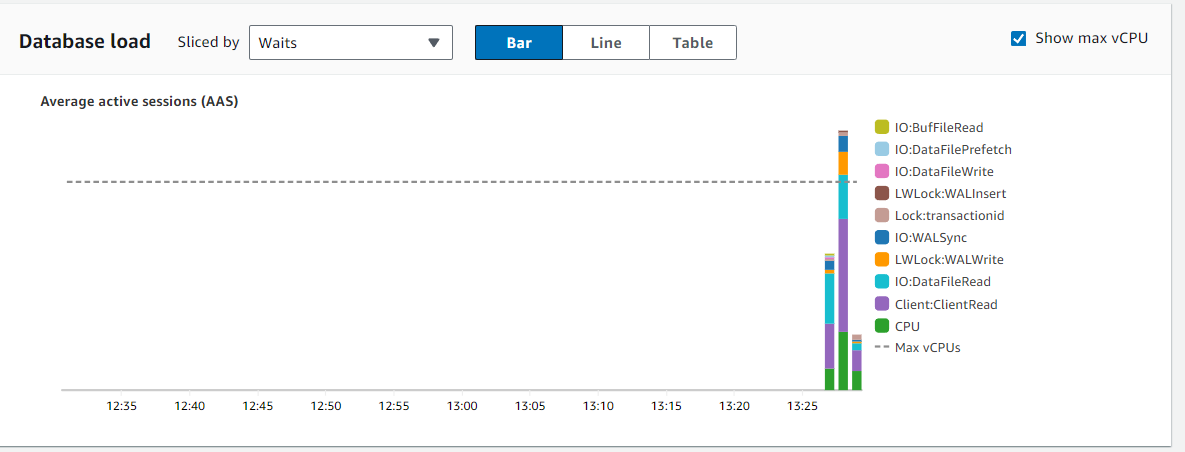 Database load Sliced by Waits Bar Line Table Show max vCPU
Average active sessions (AAS)
IO:BufFileRead
IO:DataFilePrefetch
IO:DataFileWrite
LWLock:WALInsert
Lock:transactionid
IO:WALSync
LWLock:WALWrite
IO:DataFileRead
Client:ClientRead
CPU
Max vCPUs
12:35 12:40 12:45 12:50 12:55 13:00 13:05 13:10 13:15 13:20 13:25